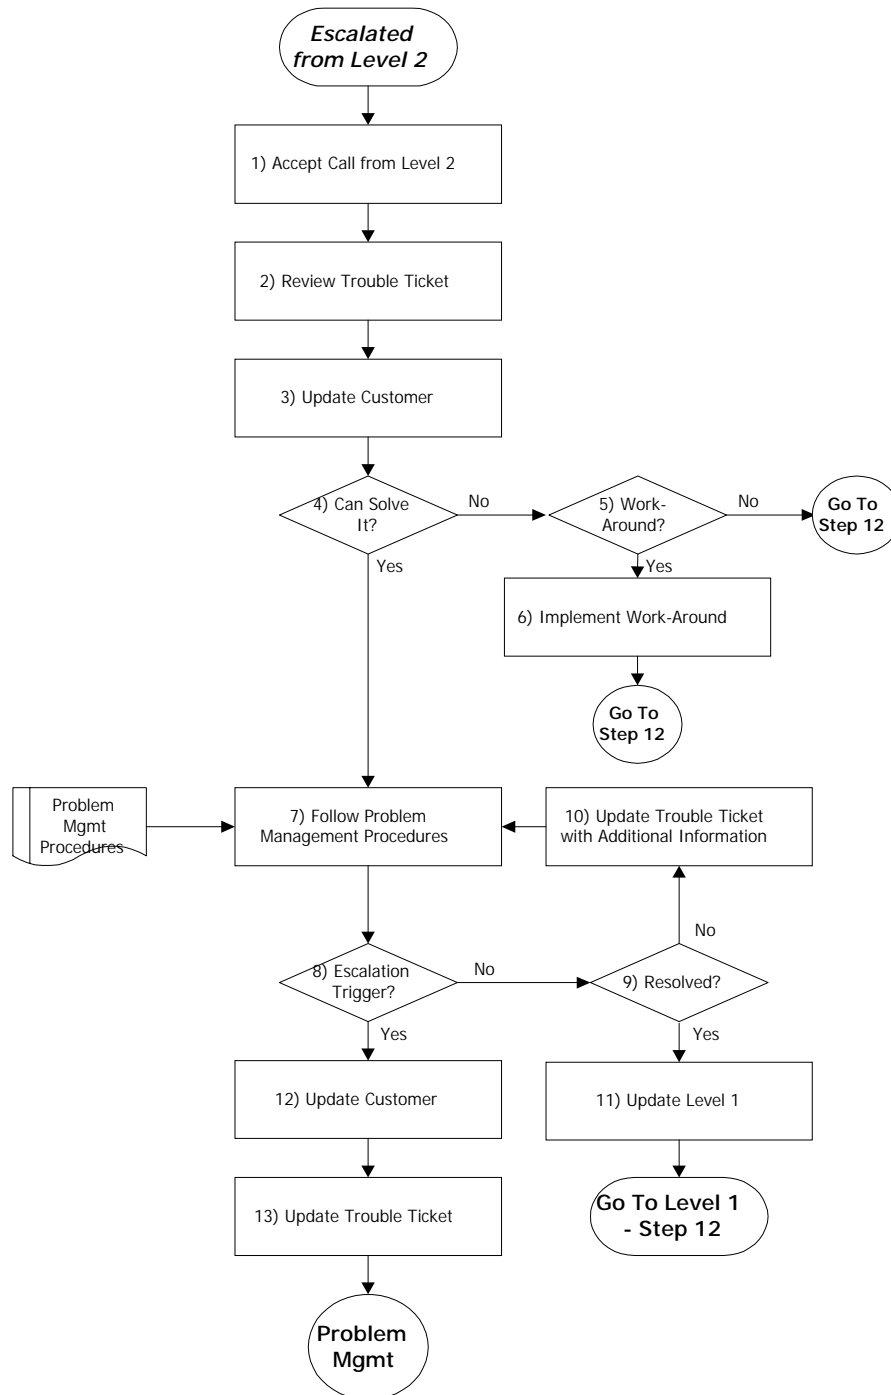 Escalated
from Level 2
1) Accept Call from Level 2
2) Review Trouble Ticket
3) Update Customer
4) Can Solve
It?
No
5) Work-
Around?
No
Go To
Step 12
Yes
Yes
6) Implement Work-Around
Go To
Step 12
Problem
Mgmt
Procedures
7) Follow Problem
Management Procedures
10) Update Trouble Ticket
with Additional Information
No
8) Escalation
Trigger?
No
9) Resolved?
Yes
Yes
12) Update Customer
11) Update Level 1
13) Update Trouble Ticket
Go To Level 1
- Step 12
Problem
Mgmt